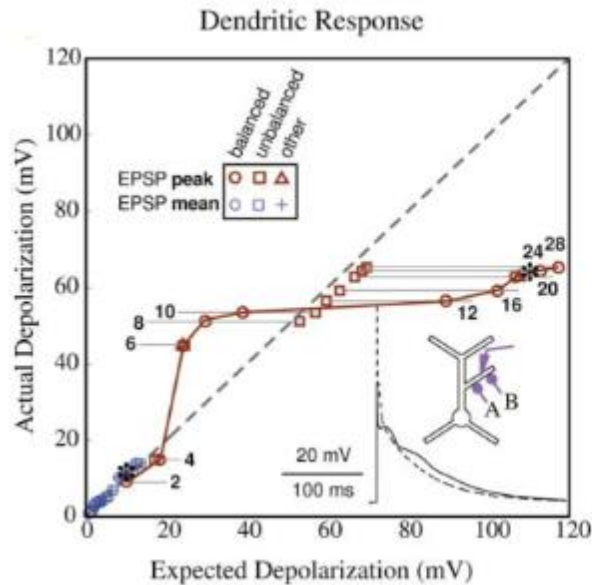 Dendritic Response
120
100
80
60
40
20
0
Actual Depolarization (mV)
balanced
unbalanced
other
EPSP peak
EPSP mean
10
8
6
4
2
24 28
20
16
12
A B
20 mV
100 ms
0 20 40 60 80 100 120
Expected Depolarization (mV)